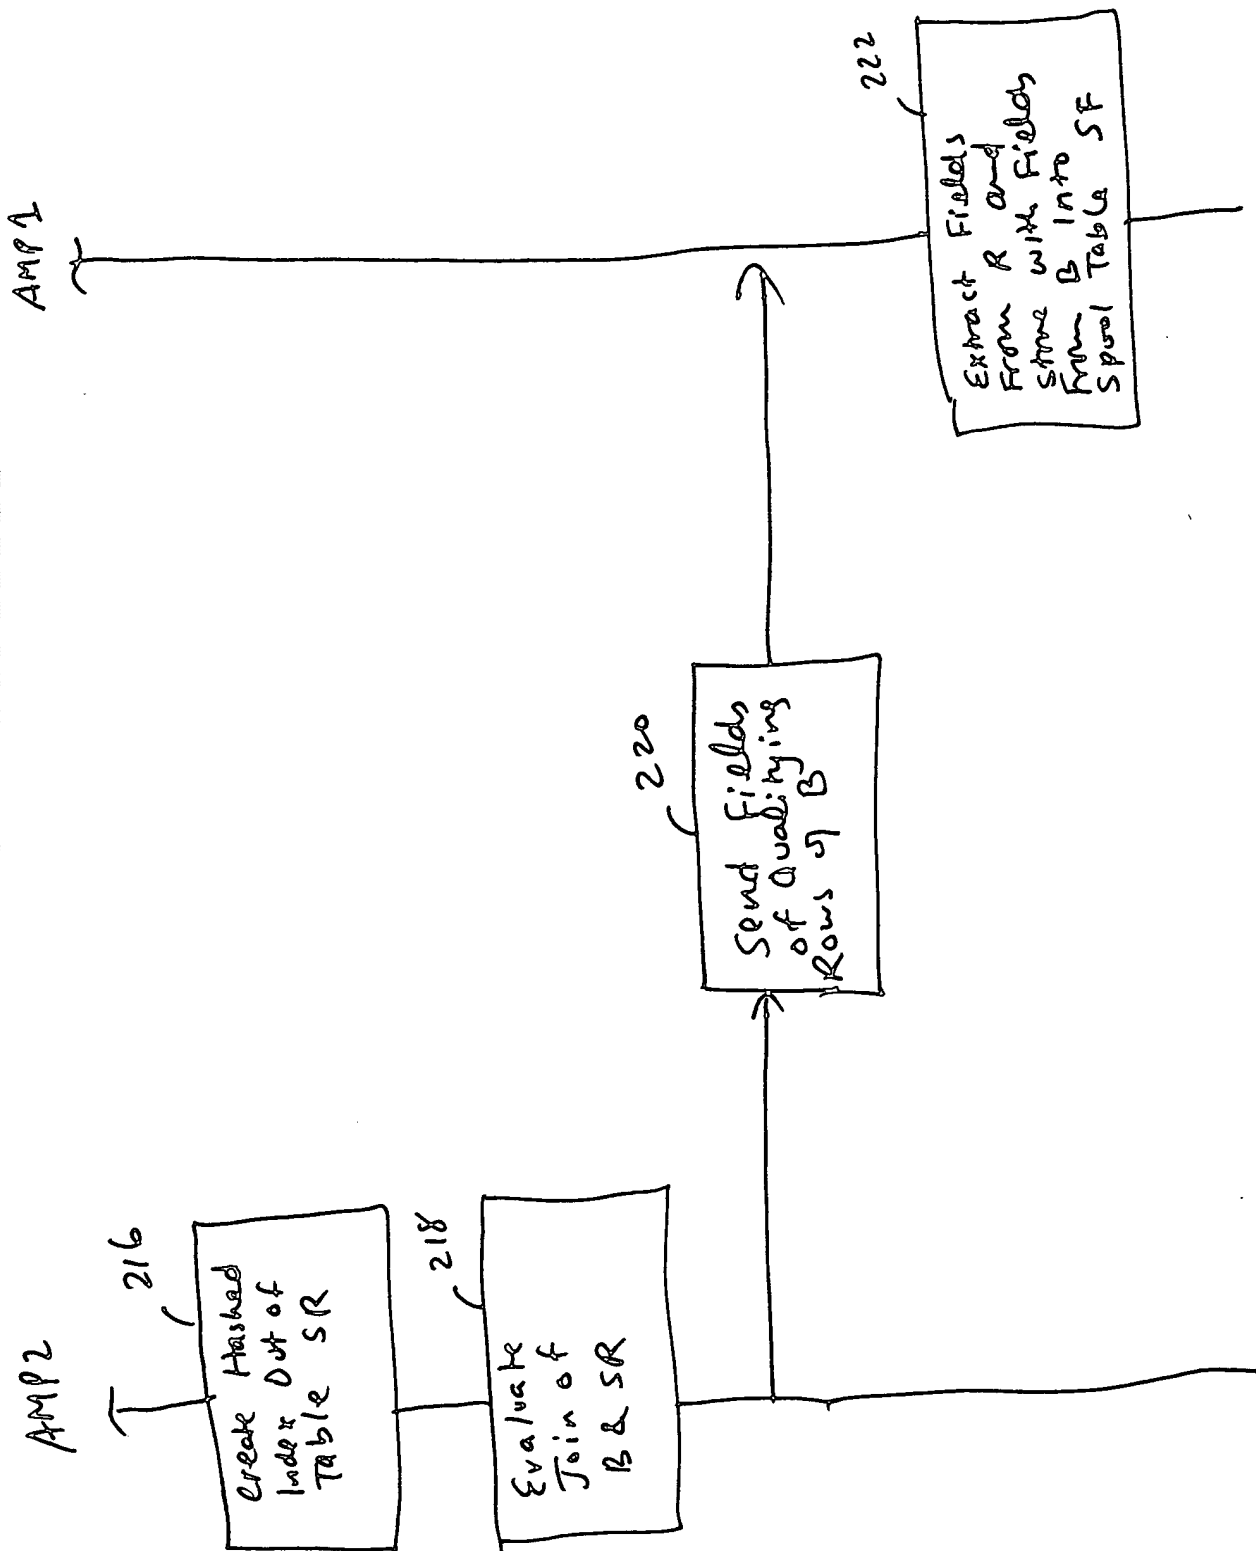 AMP2
216
Create Hashed
Index Out of
Table SR
218
Evaluate
Join of
B & SR
220
Send Fields
of Qualifying
Rows of B
AMP1
222
Extract Fields
From R and
Store with Fields
from B Into
Spool Table SF